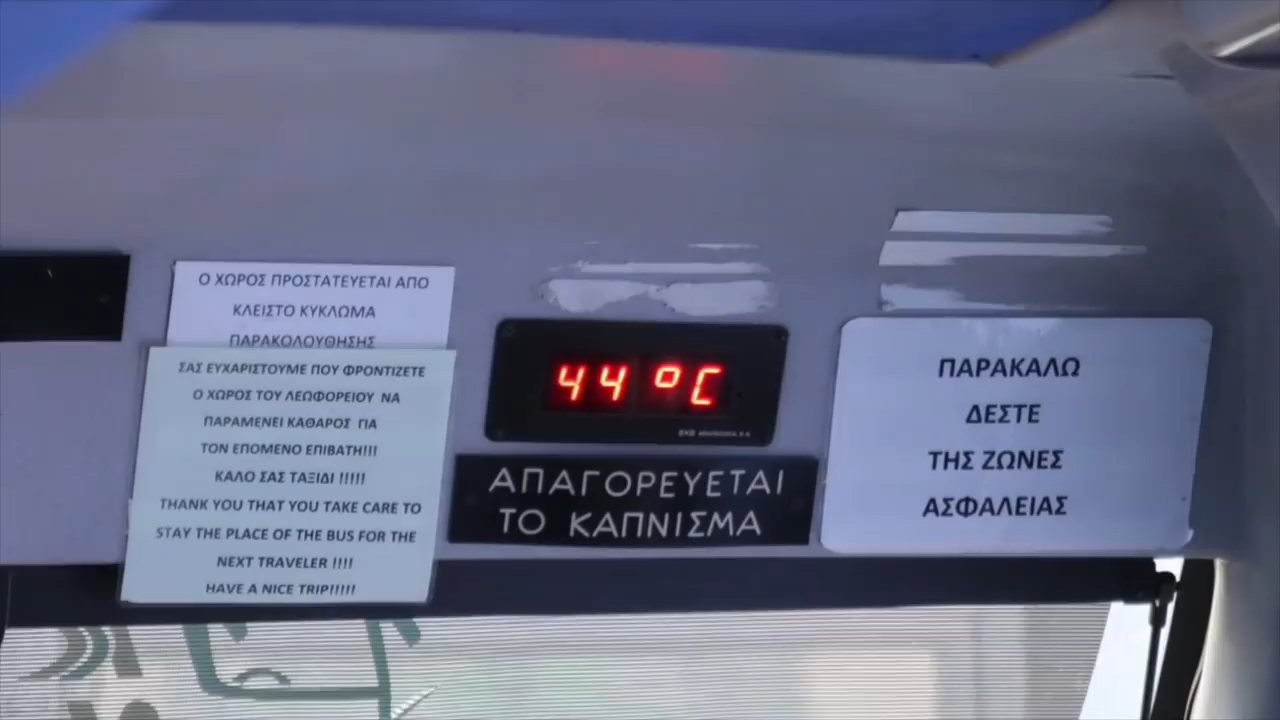 Ο ΧΩΡΟΣ ΠΡΟΣΤΑΤΕΥΕΤΑΙ ΑΠΟ
ΚΛΕΙΣΤΟ ΚΥΚΛΩΜΑ
ΠΑΡΑΚΟΛΟΥΘΗΣΗΣ
ΣΑΣ ΕΥΧΑΡΙΣΤΟΥΜΕ ΠΟΥ ΦΡΟΝΤΙΖΕΤΕ
Ο ΧΩΡΟΣ ΤΟΥ ΛΕΩΦΟΡΕΙΟΥ ΝΑ
ΠΑΡΑΜΕΝΕΙ ΚΑΘΑΡΟΣ ΓΙΑ
ΤΟΝ ΕΠΟΜΕΝΟ ΕΠΙΒΑΤΗ!!!
ΚΑΛΟ ΣΑΣ ΤΑΞΙΔΙ !!!!!
THANK YOU THAT YOU TAKE CARE TO
STAY THE PLACE OF THE BUS FOR THE
NEXT TRAVELER !!!!
HAVE A NICE TRIP!!!!!
44 °C
ΑΠΑΓΟΡΕΥΕΤΑΙ
ΤΟ ΚΑΠΝΙΣΜΑ
ΠΑΡΑΚΑΛΩ
ΔΕΣΤΕ
ΤΗΣ ΖΩΝΕΣ
ΑΣΦΑΛΕΙΑΣ